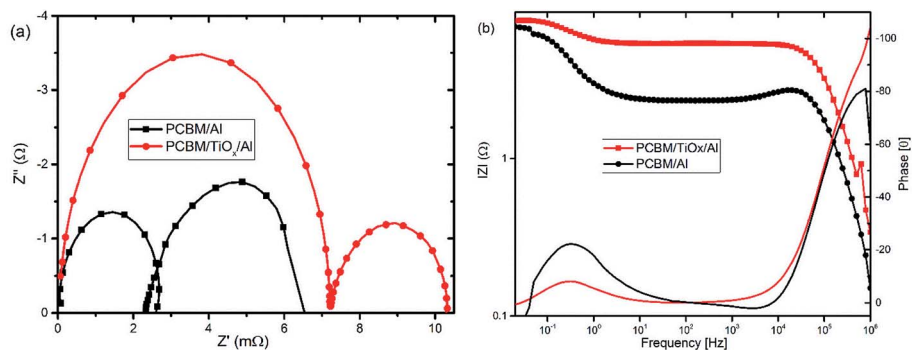 (a)
-4
-3
-2
-1
0
Z" (Ω)
PCBM/Al
PCBM/TiOₓ/Al
0 2 4 6 8 10
Z' (mΩ)
(b)
1
0.1
IZI (Ω)
PCBM/TiOx/Al
PCBM/Al
-100
-80
-60
-40
-20
0
Phase [0]
10⁻¹ 10⁰ 10¹ 10² 10³ 10⁴ 10⁵ 10⁶
Frequency [Hz]